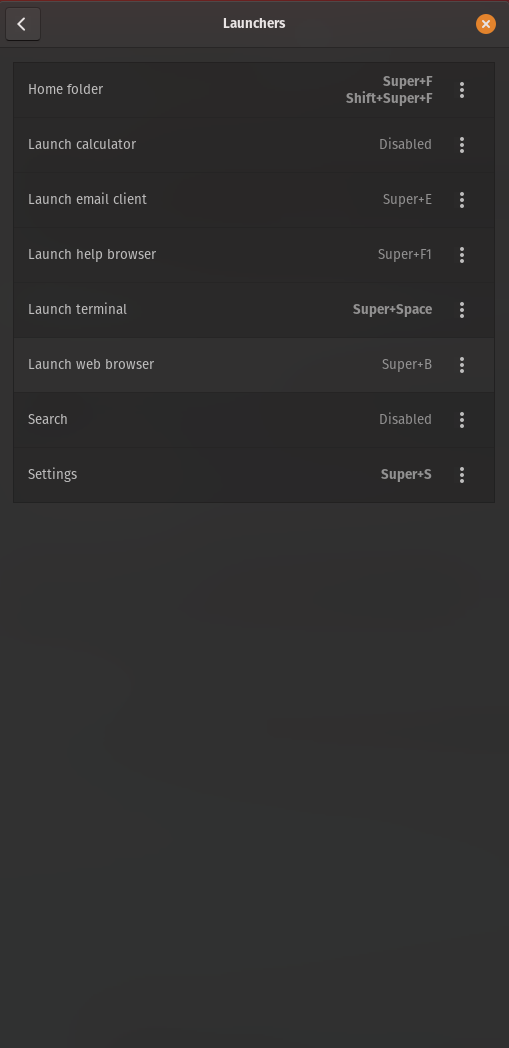 Launchers
Home folder
Super+F
Shift+Super+F
Launch calculator
Disabled
Launch email client
Super+E
Launch help browser
Super+F1
Launch terminal
Super+Space
Launch web browser
Super+B
Search
Disabled
Settings
Super+S